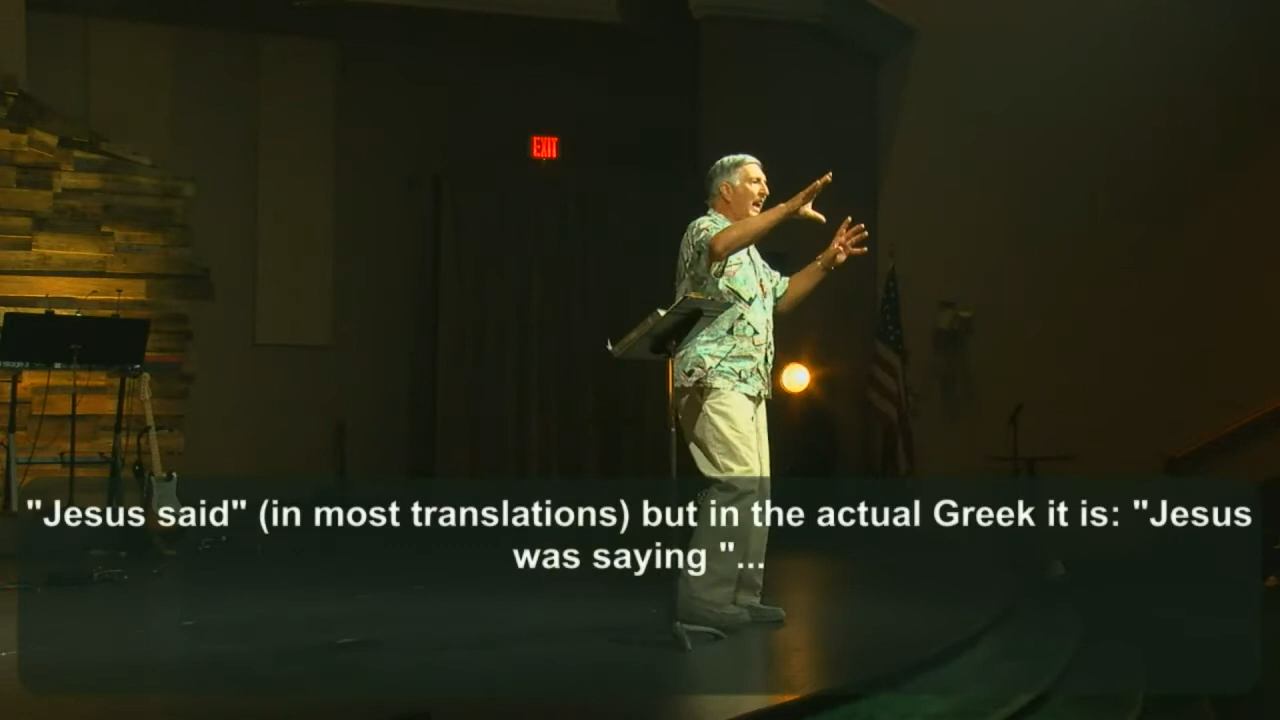 EXIT
"Jesus said" (in most translations) but in the actual Greek it is: "Jesus
was saying "...